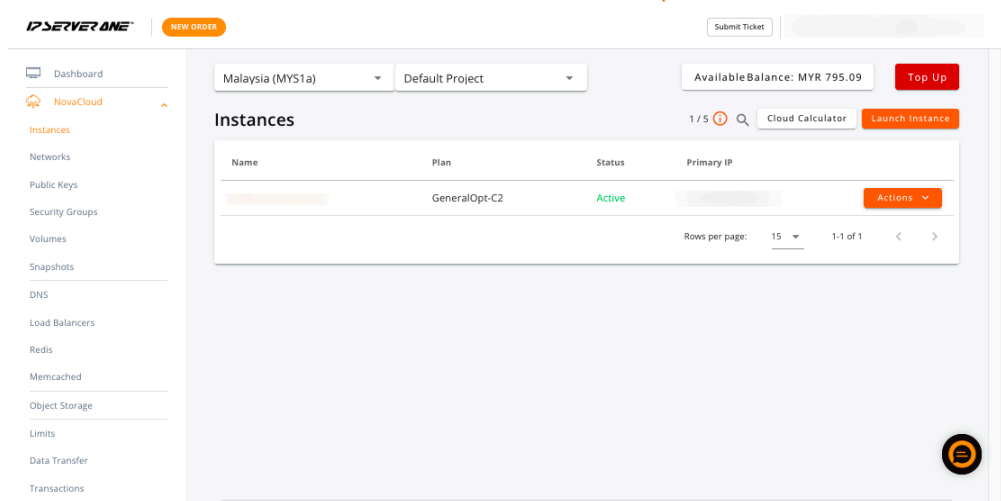 IP SERVER ONE
NEW ORDER
Submit Ticket
Dashboard
NovaCloud
Instances
Networks
Public Keys
Security Groups
Volumes
Snapshots
DNS
Load Balancers
Redis
Memcached
Object Storage
Limits
Data Transfer
Transactions
Malaysia (MYS1a)
Default Project
Available Balance: MYR 795.09
Top Up
Instances
1 / 5
Cloud Calculator
Launch Instance
Name Plan Status Primary IP
GeneralOpt-C2 Active Actions
Rows per page: 15 1-1 of 1